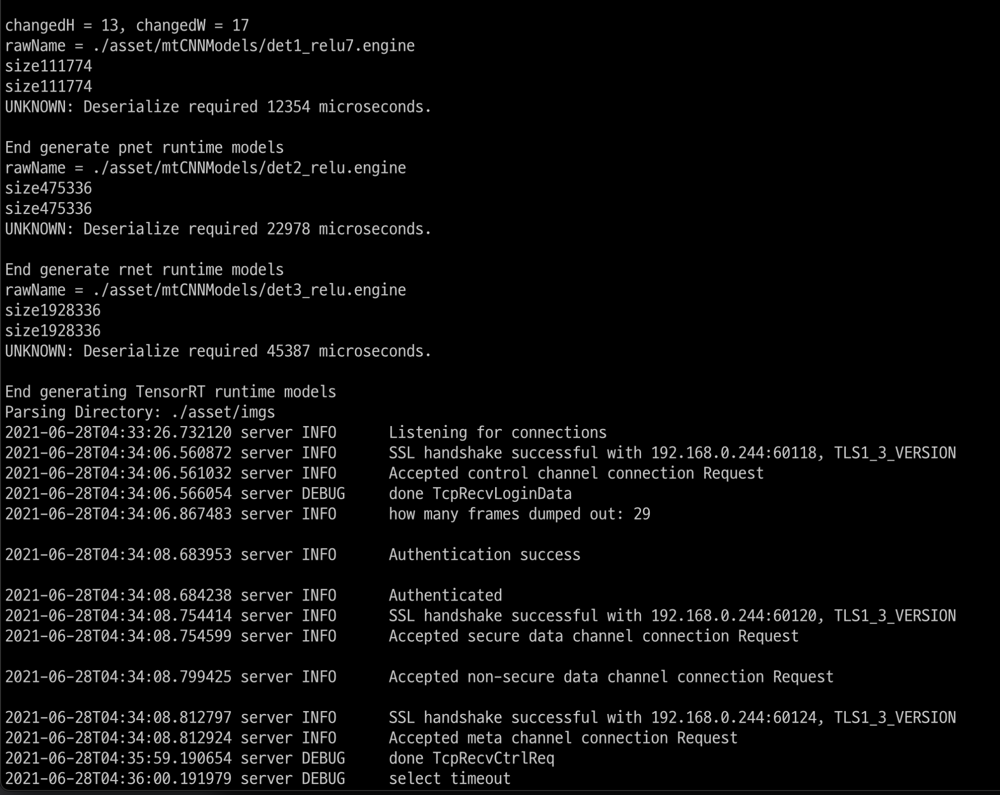 changedH = 13, changedW = 17
rawName = ./asset/mtCNNModels/det1_relu7.engine
size111774
size111774
UNKNOWN: Deserialize required 12354 microseconds.
End generate pnet runtime models
rawName = ./asset/mtCNNModels/det2_relu.engine
size475336
size475336
UNKNOWN: Deserialize required 22978 microseconds.
End generate rnet runtime models
rawName = ./asset/mtCNNModels/det3_relu.engine
size1928336
size1928336
UNKNOWN: Deserialize required 45387 microseconds.
End generating TensorRT runtime models
Parsing Directory: ./asset/imgs
2021-06-28T04:33:26.732120 server INFO     Listening for connections
2021-06-28T04:34:06.560872 server INFO     SSL handshake successful with 192.168.0.244:60118, TLS1_3_VERSION
2021-06-28T04:34:06.561032 server INFO     Accepted control channel connection Request
2021-06-28T04:34:06.566054 server DEBUG    done TcpRecvLoginData
2021-06-28T04:34:06.867483 server INFO     how many frames dumped out: 29
2021-06-28T04:34:08.683953 server INFO     Authentication success
2021-06-28T04:34:08.684238 server INFO     Authenticated
2021-06-28T04:34:08.754414 server INFO     SSL handshake successful with 192.168.0.244:60120, TLS1_3_VERSION
2021-06-28T04:34:08.754599 server INFO     Accepted secure data channel connection Request
2021-06-28T04:34:08.799425 server INFO     Accepted non-secure data channel connection Request
2021-06-28T04:34:08.812797 server INFO     SSL handshake successful with 192.168.0.244:60124, TLS1_3_VERSION
2021-06-28T04:34:08.812924 server INFO     Accepted meta channel connection Request
2021-06-28T04:35:59.190654 server DEBUG    done TcpRecvCtrlReq
2021-06-28T04:36:00.191979 server DEBUG    select timeout